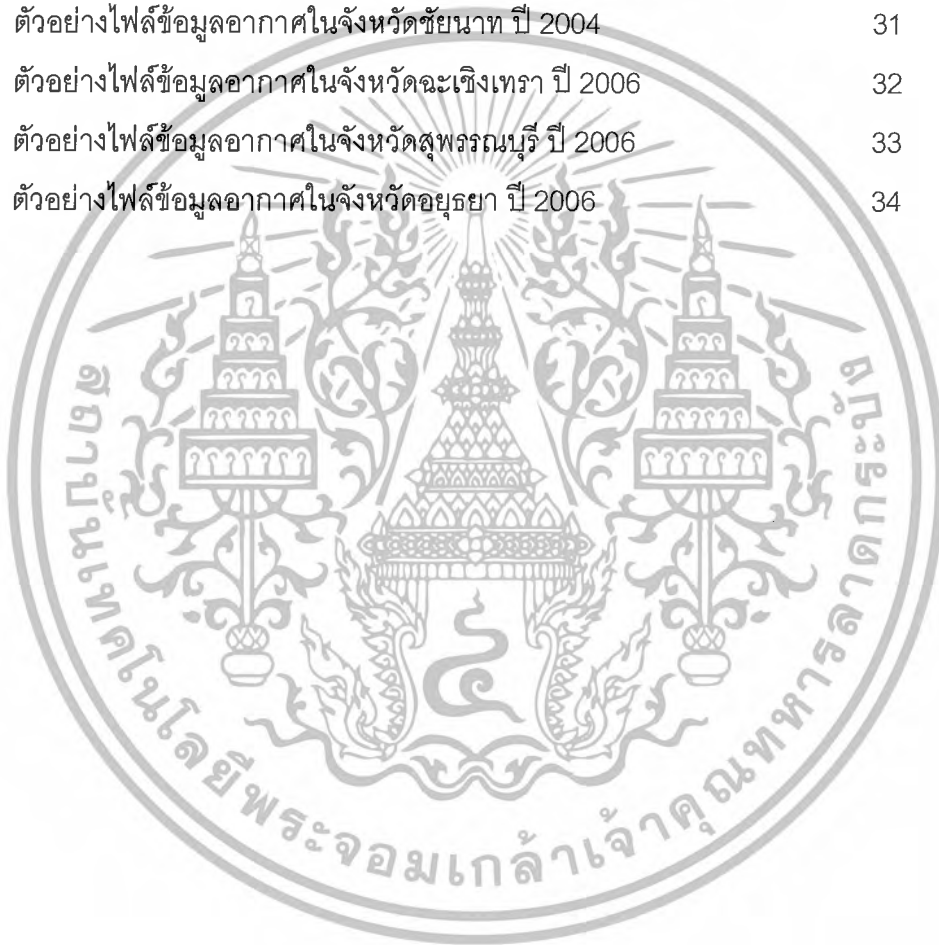 ตัวอย่างไฟล์ข้อมูลอากาศในจังหวัดชัยนาท ปี 2004 31
ตัวอย่างไฟล์ข้อมูลอากาศในจังหวัดฉะเชิงเทรา ปี 2006 32
ตัวอย่างไฟล์ข้อมูลอากาศในจังหวัดสุพรรณบุรี ปี 2006 33
ตัวอย่างไฟล์ข้อมูลอากาศในจังหวัดอยุธยา ปี 2006 34
สถาบันเทคโนโลยีพระจอมเกล้าเจ้าคุณทหารลาดกระบัง
๔